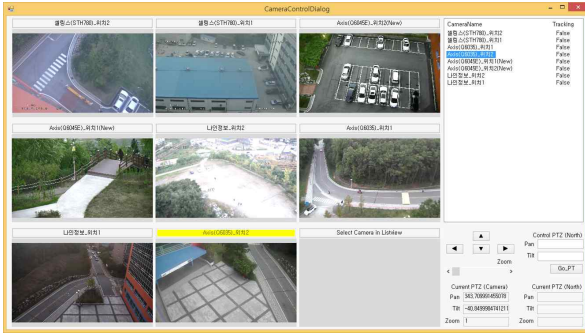 CameraControlDialog
셀링스(STH780)_위치2
셀링스(STH780)_위치1
Axis(Q6045E)_위치2(New)
Axis(Q6045E)_위치1(New)
나인정보_위치2
Axis(Q6035)_위치1
나인정보_위치1
Axis(Q6035)_위치2
Select Camera In Listview
CameraName Tracking
셀링스(STH780)_위치2 False
셀링스(STH780)_위치1 False
Axis(Q6035)_위치1 False
Axis(Q6035)_위치2 False
Axis(Q6045E)_위치1(New) False
Axis(Q6045E)_위치2(New) False
나인정보_위치2 False
나인정보_위치1 False
Control PTZ (North)
Pan
Tilt
Zoom
Go_PT
Current PTZ (Camera) Current PTZ (North)
Pan 343.706991455078 Pan
Tilt -40.8499984741211 Tilt
Zoom 1 Zoom